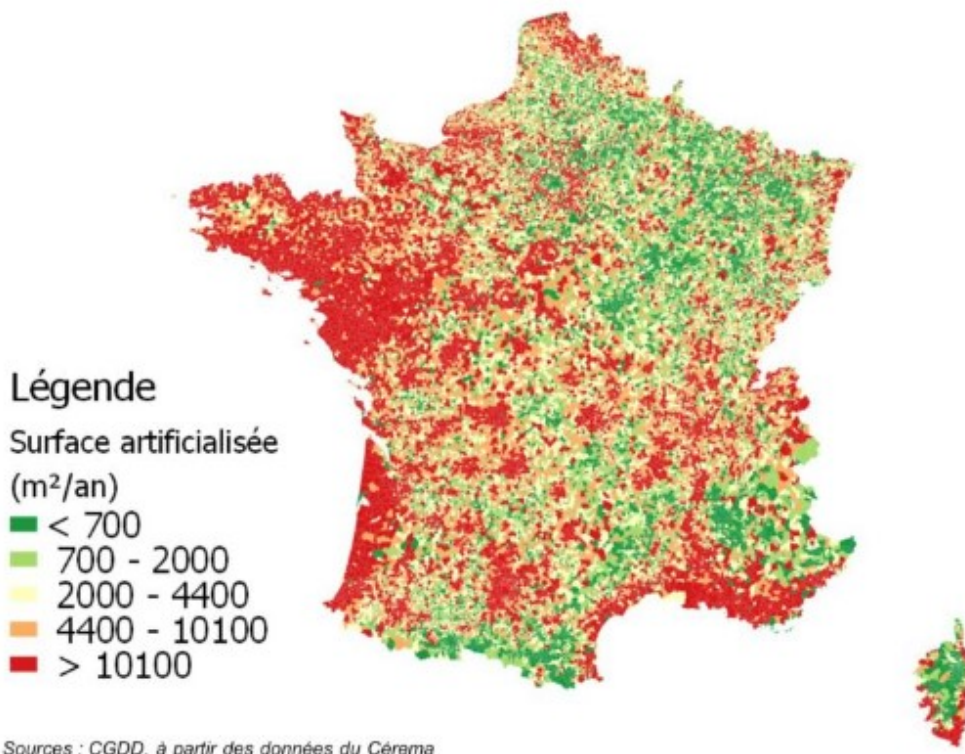 Légende
Surface artificialisée
(m²/an)
< 700
700 - 2000
2000 - 4400
4400 - 10100
> 10100
Sources : CGDD, à partir des données du Cérema